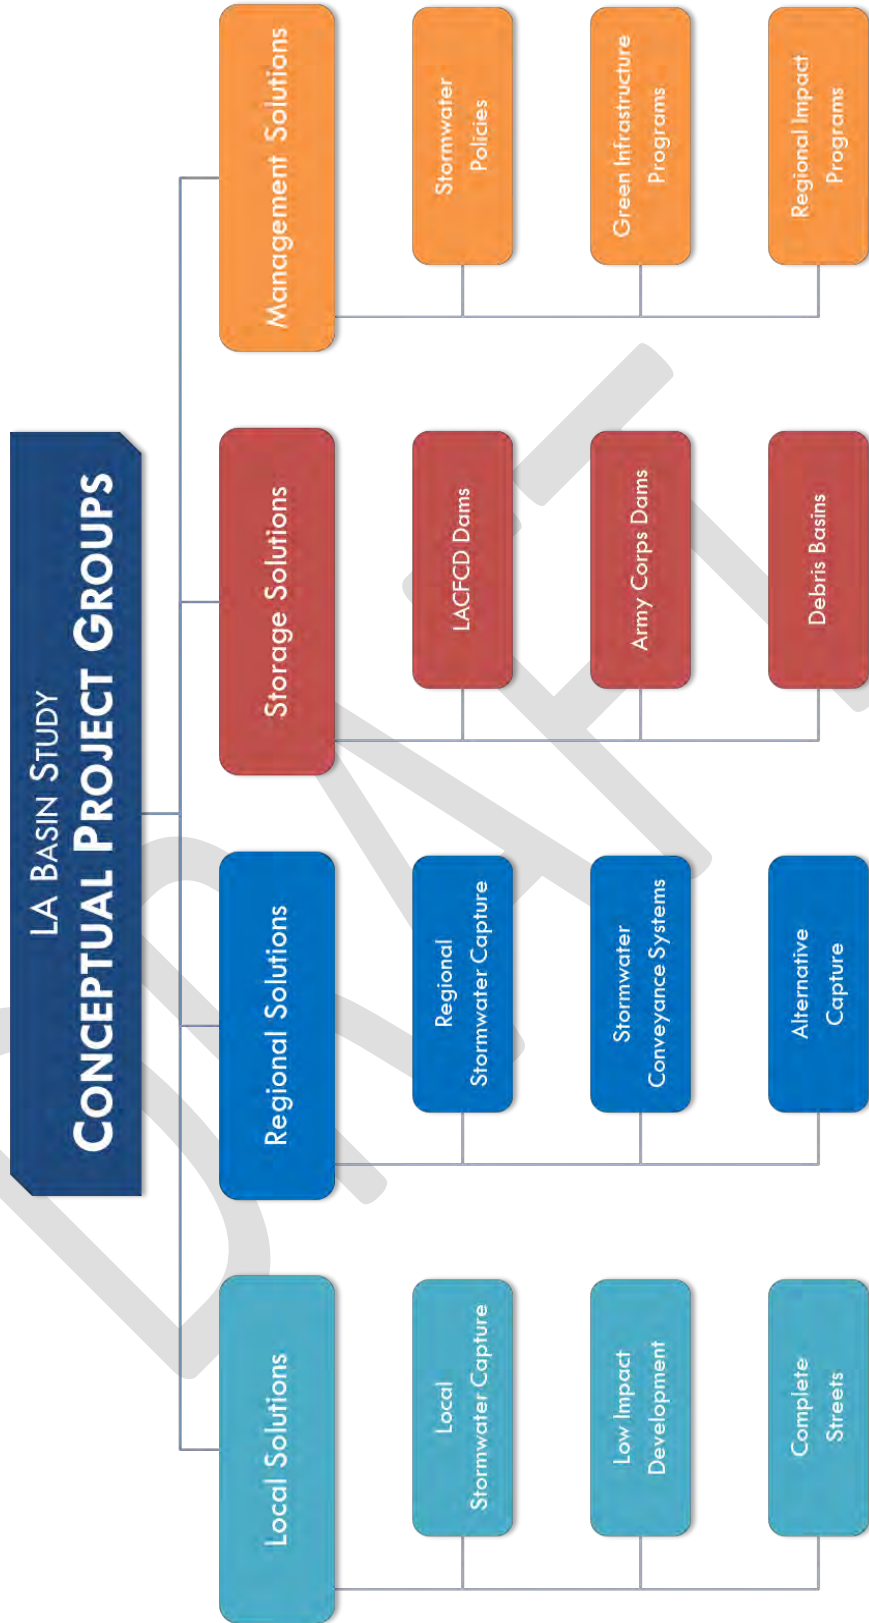 LA BASIN STUDY
CONCEPTUAL PROJECT GROUPS
Local Solutions
Local
Stormwater Capture
Low Impact
Development
Complete
Streets
Regional Solutions
Regional
Stormwater Capture
Stormwater
Conveyance Systems
Alternative
Capture
Storage Solutions
LACFCD Dams
Army Corps Dams
Debris Basins
Management Solutions
Stormwater
Policies
Green Infrastructure
Programs
Regional Impact
Programs
DRAFT